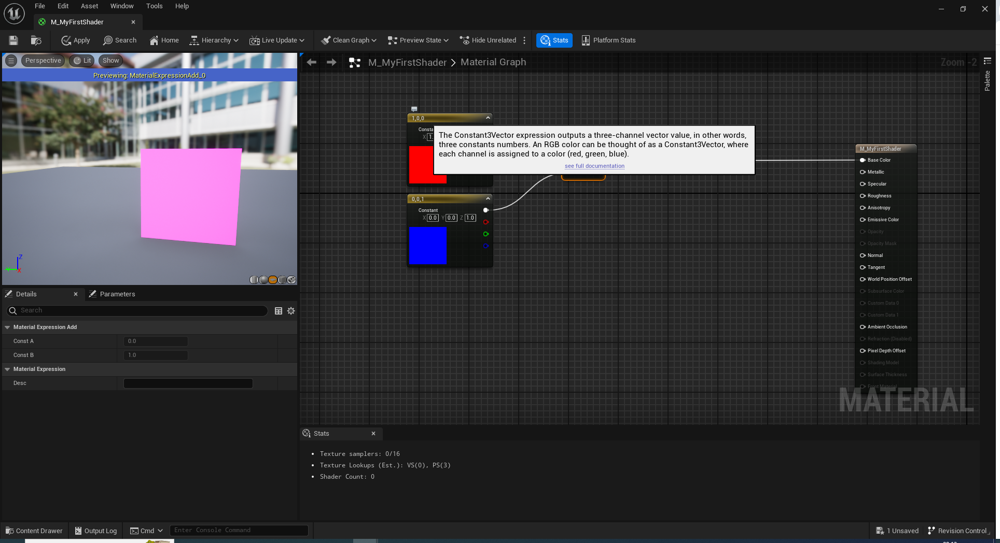 File Edit Asset Window Tools Help
M_MyFirstShader
Apply Search Home Hierarchy Live Update Clean Graph Preview State Hide Unrelated Stats Platform Stats
Perspective Lit Show
Previewing: MaterialExpressionAdd_0
Z
Y
X
M_MyFirstShader > Material Graph
Zoom -2
Palette
1,0,0
Consta
X 1.
The Constant3Vector expression outputs a three-channel vector value, in other words,
three constants numbers. An RGB color can be thought of as a Constant3Vector, where
each channel is assigned to a color (red, green, blue).
see full documentation
0,0,1
Constant
X 0.0 Y 0.0 Z 1.0
M_MyFirstShader
Base Color
Metallic
Specular
Roughness
Anisotropy
Emissive Color
Opacity
Opacity Mask
Normal
Tangent
World Position Offset
Subsurface Color
Custom Data 0
Custom Data 1
Ambient Occlusion
Refraction (Disabled)
Pixel Depth Offset
Shading Model
Surface Thickness
Front Material
MATERIAL
Details Parameters
Search
Material Expression Add
Const A 0.0
Const B 1.0
Material Expression
Desc
Stats
• Texture samplers: 0/16
• Texture Lookups (Est.): VS(0), PS(3)
• Shader Count: 0
Content Drawer Output Log Cmd Enter Console Command 1 Unsaved Revision Control